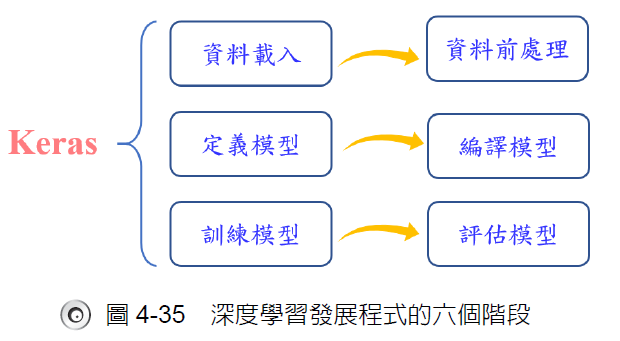 資料載入
資料前處理
Keras
定義模型
編譯模型
訓練模型
評估模型
圖 4-35 深度學習發展程式的六個階段